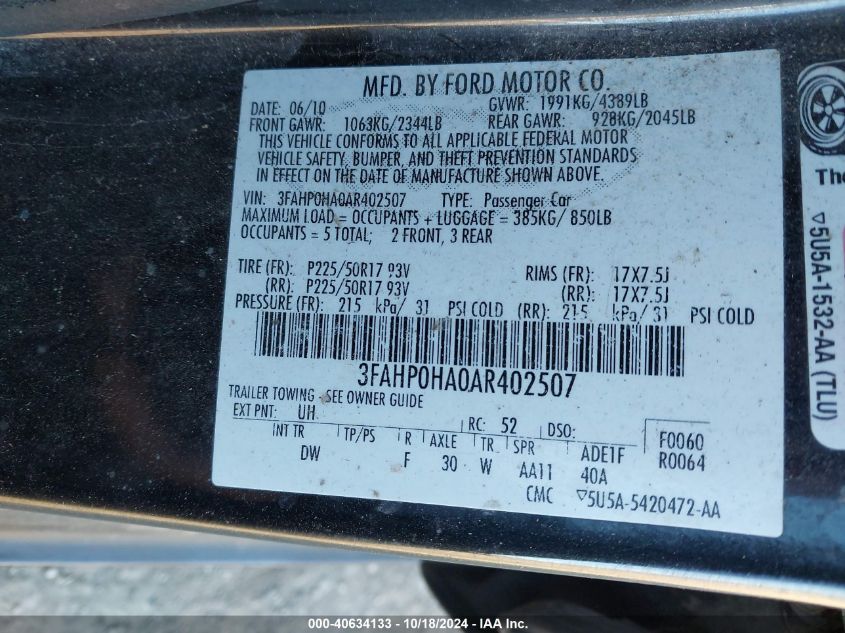 MFD. BY FORD MOTOR CO.
DATE: 06/10 GVWR: 1991KG/4389LB
FRONT GAWR: 1063KG/2344LB REAR GAWR: 928KG/2045LB
THIS VEHICLE CONFORMS TO ALL APPLICABLE FEDERAL MOTOR
VEHICLE SAFETY, BUMPER, AND THEFT PREVENTION STANDARDS
IN EFFECT ON THE DATE OF MANUFACTURE SHOWN ABOVE.
VIN: 3FAHP0HA0AR402507 TYPE: Passenger Car
MAXIMUM LOAD = OCCUPANTS + LUGGAGE = 385KG/ 850LB
OCCUPANTS = 5 TOTAL; 2 FRONT, 3 REAR
TIRE (FR): P225/50R17 93V RIMS (FR): 17X7.5J
(RR): P225/50R17 93V (RR): 17X7.5J
PRESSURE (FR): 215 kPa/ 31 PSI COLD (RR): 215 kPa/ 31 PSI COLD
3FAHP0HA0AR402507
TRAILER TOWING - SEE OWNER GUIDE
EXT PNT: UH RC: 52 DSO: F0060
INT TR TP/PS R AXLE TR SPR ADE1F R0064
DW F 30 W AA11 40A
CMC ▽5U5A-5420472-AA
The
▽5U5A-1532-AA (TLU)
000-40634133 - 10/18/2024 - IAA Inc.